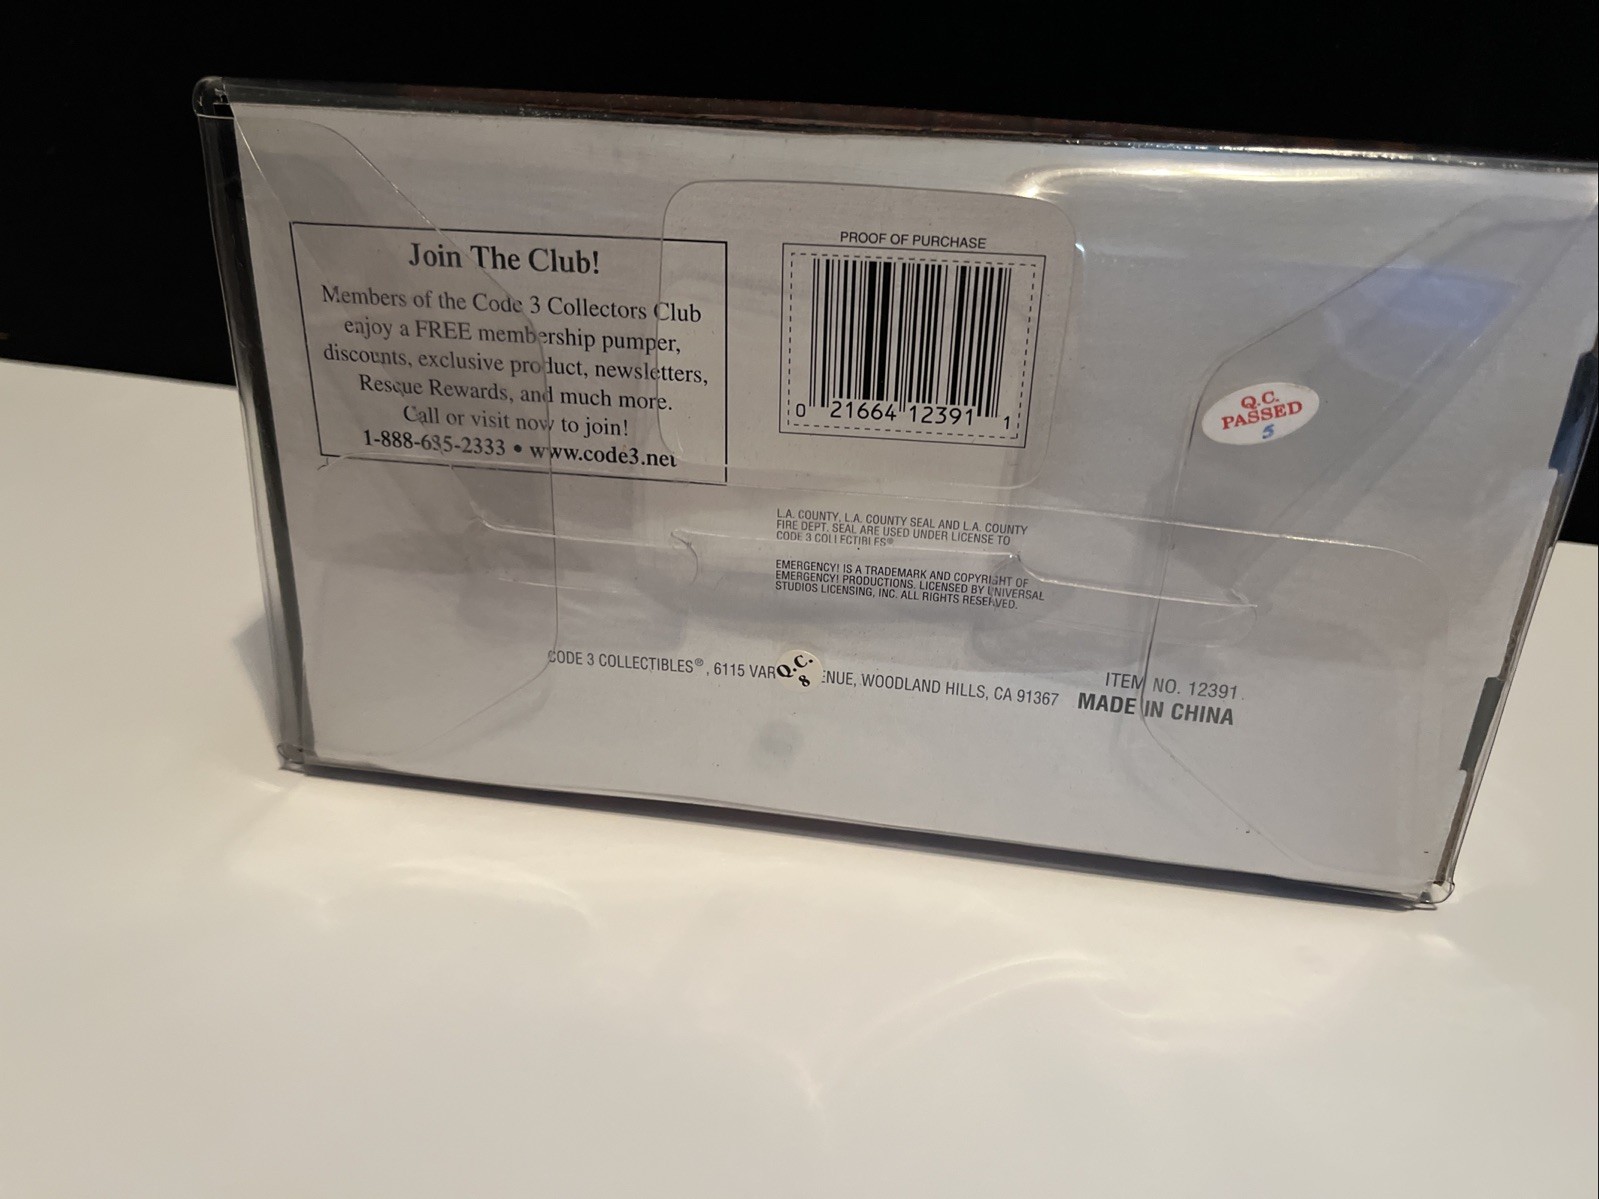 Join The Club!
Members of the Code 3 Collectors Club
enjoy a FREE membership pumper,
discounts, exclusive product, newsletters,
Rescue Rewards, and much more.
Call or visit now to join!
1-888-635-2333 • www.code3.net
PROOF OF PURCHASE
0 21664 12391 1
Q.C.
PASSED
5
L.A. COUNTY, L.A. COUNTY SEAL AND L.A. COUNTY
FIRE DEPT. SEAL ARE USED UNDER LICENSE TO
CODE 3 COLLECTIBLES®
EMERGENCY! IS A TRADEMARK AND COPYRIGHT OF
EMERGENCY! PRODUCTIONS. LICENSED BY UNIVERSAL
STUDIOS LICENSING, INC. ALL RIGHTS RESERVED.
CODE 3 COLLECTIBLES®, 6115 VAR ENUE, WOODLAND HILLS, CA 91367
Q.C.
8
ITEM NO. 12391
MADE IN CHINA